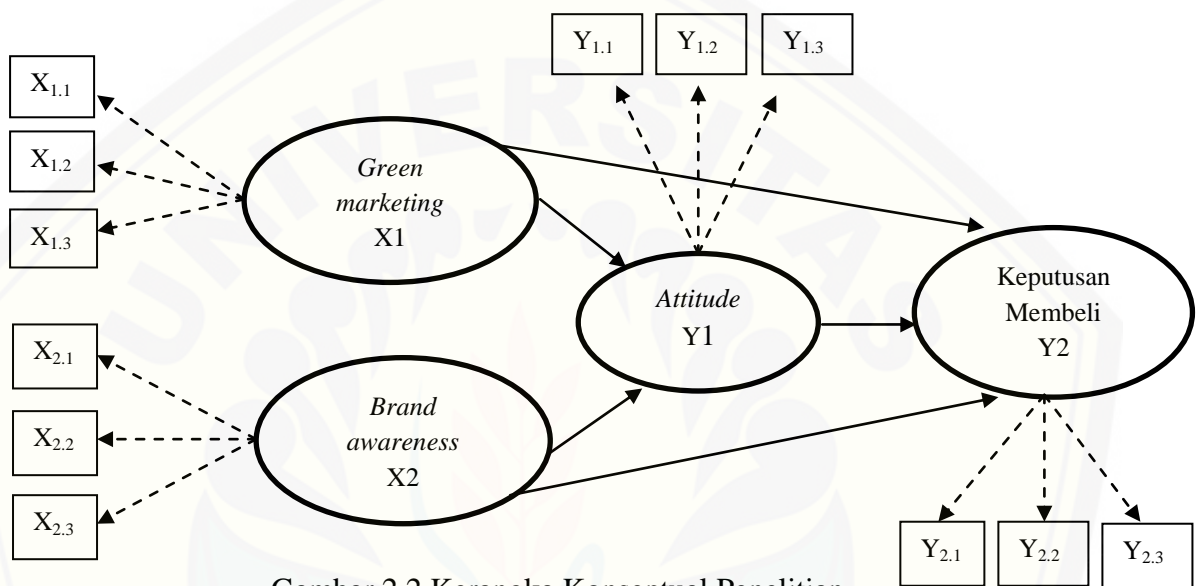 Y1.1 Y1.2 Y1.3
X1.1
X1.2
X1.3
Green
marketing
X1
Attitude
Y1
Keputusan
Membeli
Y2
X2.1
X2.2
X2.3
Brand
awareness
X2
Y2.1 Y2.2 Y2.3
Gambar 2.2 Kerangka Konseptual Penelitian
UNIVERSITAS